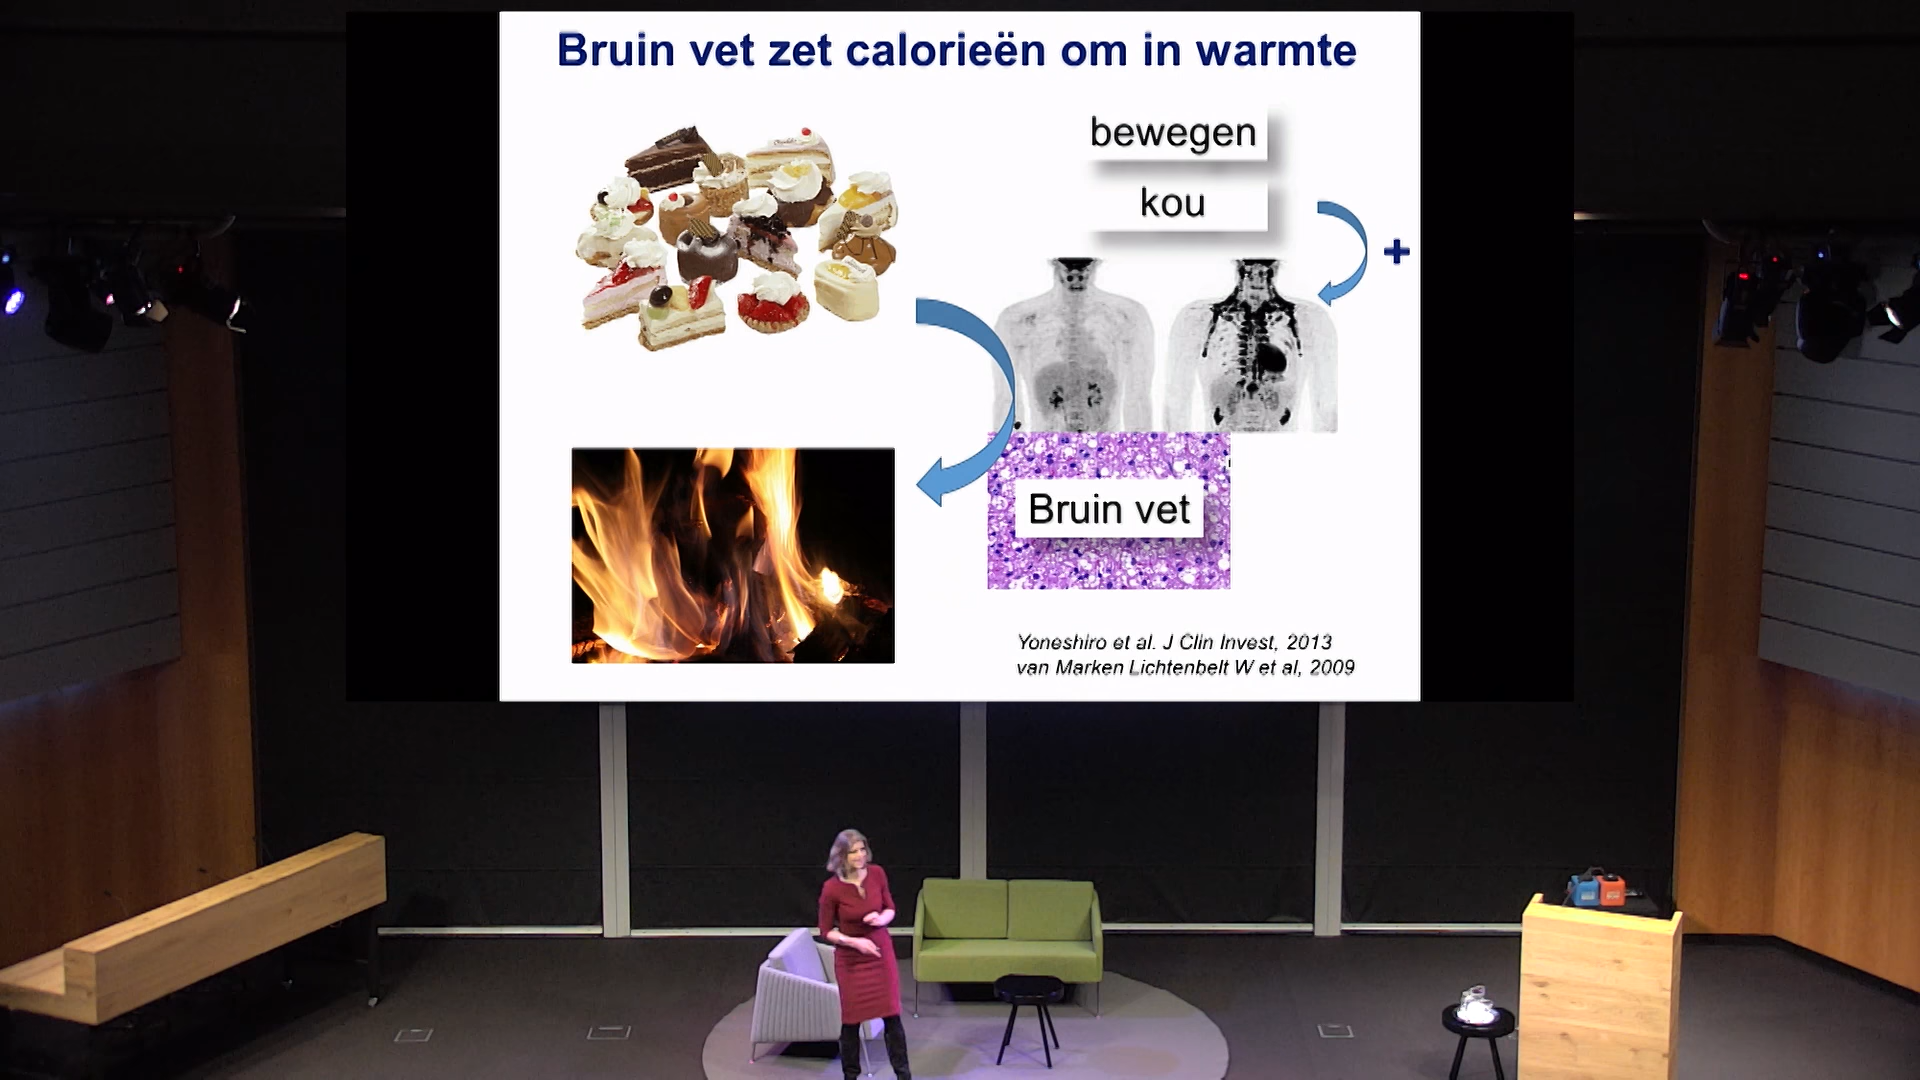 Bruin vet zet calorieën om in warmte
bewegen
kou
+
Bruin vet
Yoneshiro et al. J Clin Invest, 2013
van Marken Lichtenbelt W et al, 2009